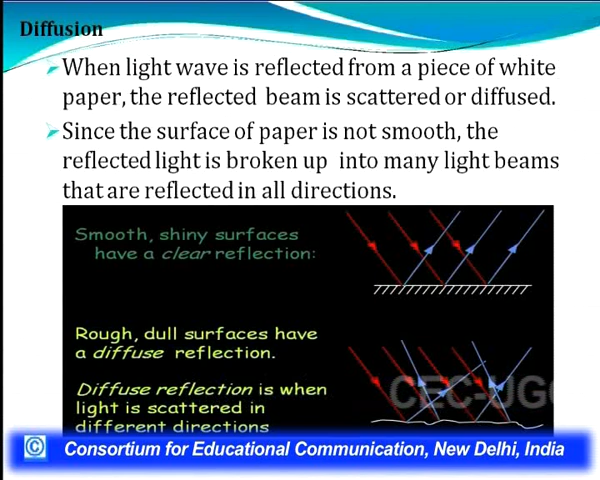 Diffusion
When light wave is reflected from a piece of white
paper, the reflected beam is scattered or diffused.
Since the surface of paper is not smooth, the
reflected light is broken up into many light beams
that are reflected in all directions.
Smooth, shiny surfaces
have a clear reflection:
Rough, dull surfaces have
a diffuse reflection.
Diffuse reflection is when
light is scattered in
different directions
CEC-UGC
© Consortium for Educational Communication, New Delhi, India